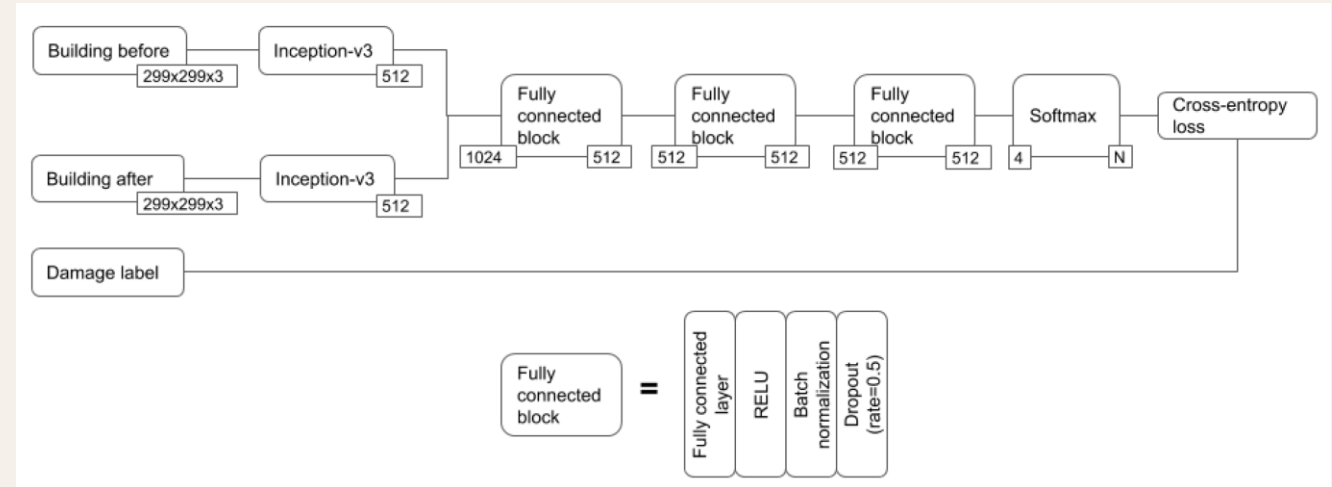 Building before
299x299x3
Inception-v3
512
Building after
299x299x3
Inception-v3
512
Fully
connected
block
1024
512
Fully
connected
block
512
512
Fully
connected
block
512
512
Softmax
4
N
Cross-entropy
loss
Damage label
Fully
connected
block
=
Fully connected
layer
RELU
Batch
normalization
Dropout
(rate=0.5)